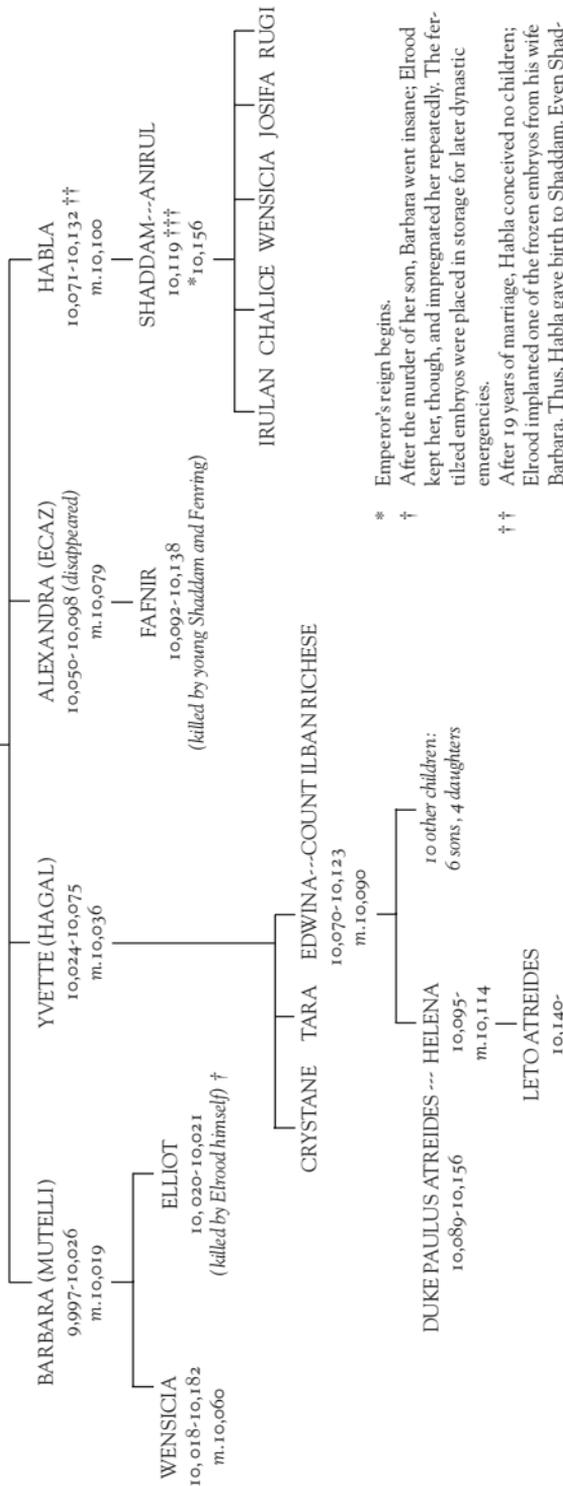 BARBARA (MUTELLI)
9,997-10,026
m.10,019
YVETTE (HAGAL)
10,024-10,075
m.10,036
ALEXANDRA (ECAZ)
10,050-10,098 (disappeared)
m.10,079
HABLA
10,071-10,132 ††
m.10,100
WENSICIA
10,018-10,182
m.10,060
ELLIOT
10,020-10,021
(killed by Elrood himself) †
FAFNIR
10,092-10,138
(killed by young Shaddam and Fenring)
SHADDAM---ANIRUL
10,119 †††
*10,156
CRYSTANE TARA EDWINA---COUNT ILBAN RICHESE
10,070-10,123
m.10,090
IRULAN CHALICE WENSICIA JOSIFA RUGI
DUKE PAULUS ATREIDES --- HELENA
10,089-10,156
10,095-
m.10,114
10 other children:
6 sons, 4 daughters
LETO ATREIDES
10,140-
* Emperor's reign begins.
† After the murder of her son, Barbara went insane; Elrood
kept her, though, and impregnated her repeatedly. The fer-
tilzed embryos were placed in storage for later dynastic
emergencies.
†† After 19 years of marriage, Habla conceived no children;
Elrood implanted one of the frozen embryos from his wife
Barbara. Thus, Habla gave birth to Shaddam. Even Shad-